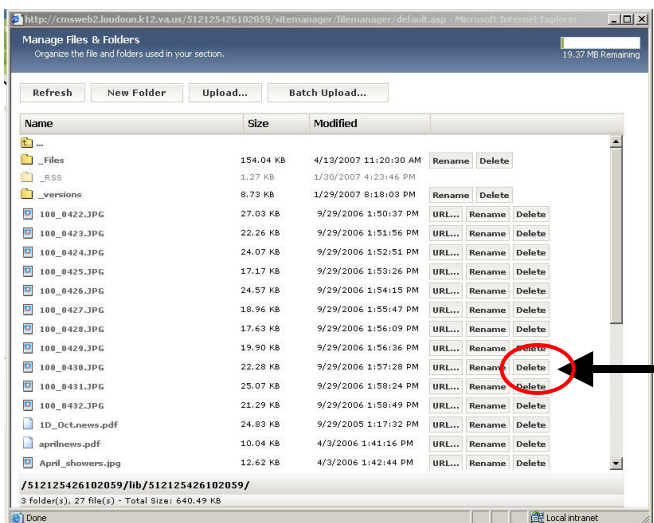 http://cmsweb2.loudoun.k12.va.us/512125426102059/sitemanager/filemanager/default.asp - Microsoft Internet Explorer
Manage Files & Folders
Organize the file and folders used in your section.
19.37 MB Remaining
Refresh New Folder Upload... Batch Upload...
Name Size Modified
...
_Files 154.04 KB 4/13/2007 11:20:30 AM Rename Delete
_RSS 1.27 KB 1/30/2007 4:23:46 PM
_versions 8.73 KB 1/29/2007 8:18:03 PM Rename Delete
100_0422.JPG 27.03 KB 9/29/2006 1:50:37 PM URL... Rename Delete
100_0423.JPG 22.26 KB 9/29/2006 1:51:56 PM URL... Rename Delete
100_0424.JPG 24.07 KB 9/29/2006 1:52:51 PM URL... Rename Delete
100_0425.JPG 17.17 KB 9/29/2006 1:53:26 PM URL... Rename Delete
100_0426.JPG 24.57 KB 9/29/2006 1:54:15 PM URL... Rename Delete
100_0427.JPG 18.96 KB 9/29/2006 1:55:47 PM URL... Rename Delete
100_0428.JPG 17.63 KB 9/29/2006 1:56:09 PM URL... Rename Delete
100_0429.JPG 19.90 KB 9/29/2006 1:56:36 PM URL... Rename Delete
100_0430.JPG 22.28 KB 9/29/2006 1:57:28 PM URL... Rename Delete
100_0431.JPG 25.07 KB 9/29/2006 1:58:24 PM URL... Rename Delete
100_0432.JPG 21.29 KB 9/29/2006 1:58:49 PM URL... Rename Delete
1D_Oct.news.pdf 24.83 KB 9/29/2005 1:17:32 PM URL... Rename Delete
aprilnews.pdf 10.04 KB 4/3/2006 1:41:16 PM URL... Rename Delete
April_showers.jpg 12.62 KB 4/3/2006 1:42:44 PM URL... Rename Delete
/512125426102059/lib/512125426102059/
3 folder(s), 27 file(s) - Total Size: 640.49 KB
Done Local intranet